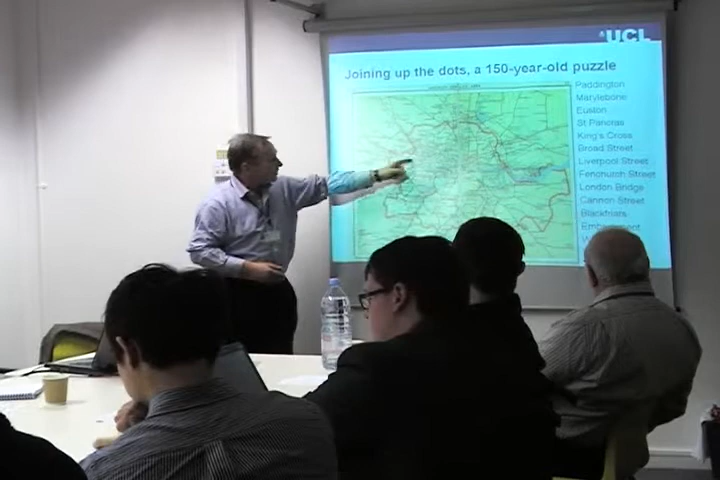 UCL
Joining up the dots, a 150-year-old puzzle
Paddington
Marylebone
Euston
St Pancras
King's Cross
Broad Street
Liverpool Street
Fenchurch Street
London Bridge
Cannon Street
Blackfriars